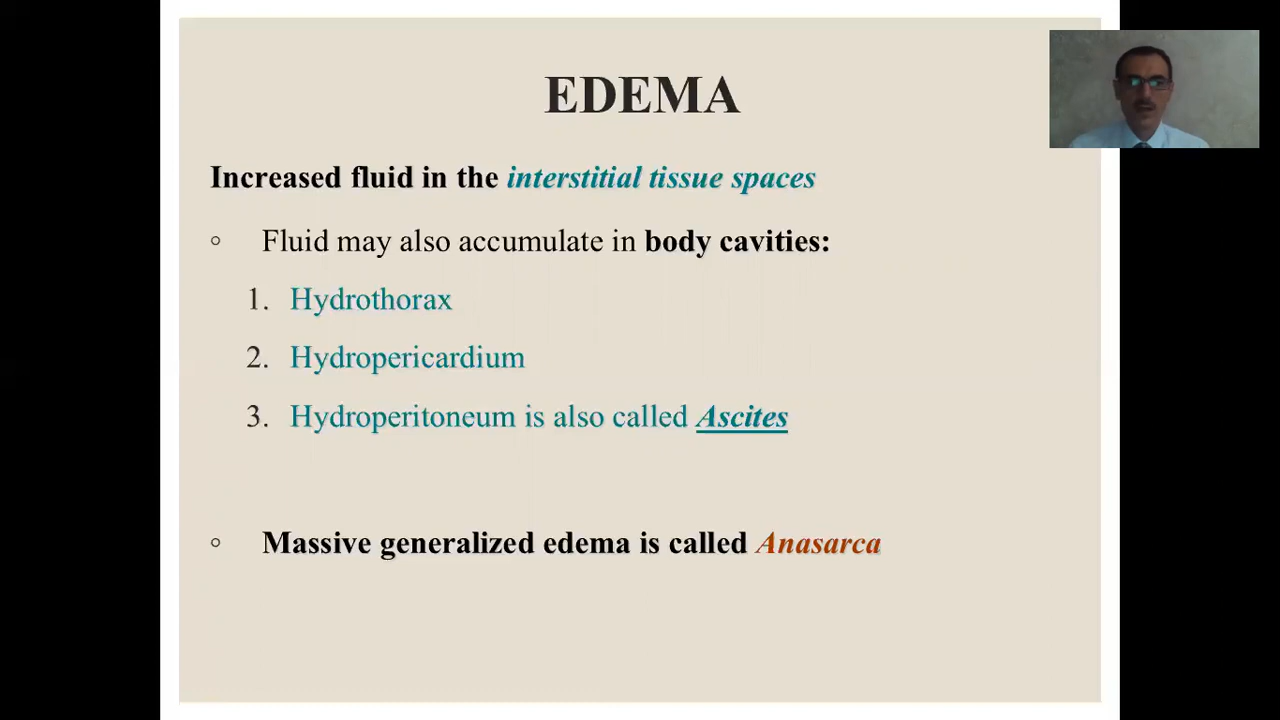 EDEMA
Increased fluid in the interstitial tissue spaces
◦ Fluid may also accumulate in body cavities:
1. Hydrothorax
2. Hydropericardium
3. Hydroperitoneum is also called Ascites
◦ Massive generalized edema is called Anasarca